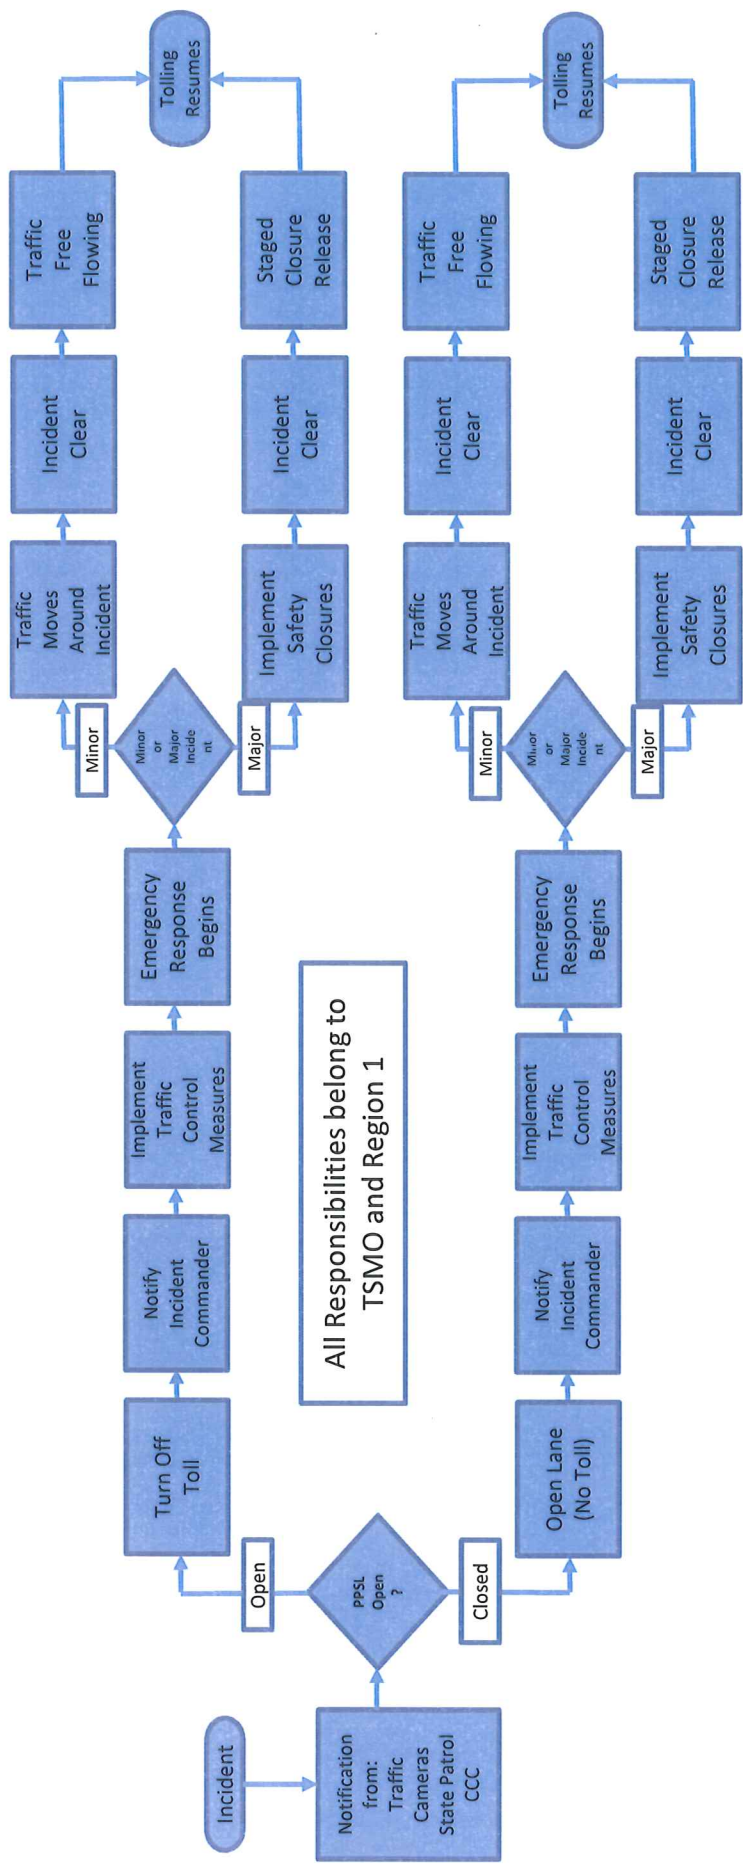 Incident
Notification
from:
Traffic
Cameras
State Patrol
CCC
PPSL
Open
?
Open
Turn Off
Toll
Notify
Incident
Commander
Implement
Traffic
Control
Measures
Emergency
Response
Begins
Minor
or
Major
Incide
nt
Minor
Traffic
Moves
Around
Incident
Incident
Clear
Traffic
Free
Flowing
Major
Implement
Safety
Closures
Incident
Clear
Staged
Closure
Release
Tolling
Resumes
All Responsibilities belong to
TSMO and Region 1
Closed
Open Lane
(No Toll)
Notify
Incident
Commander
Implement
Traffic
Control
Measures
Emergency
Response
Begins
Minor
or
Major
Incide
nt
Minor
Traffic
Moves
Around
Incident
Incident
Clear
Traffic
Free
Flowing
Major
Implement
Safety
Closures
Incident
Clear
Staged
Closure
Release
Tolling
Resumes